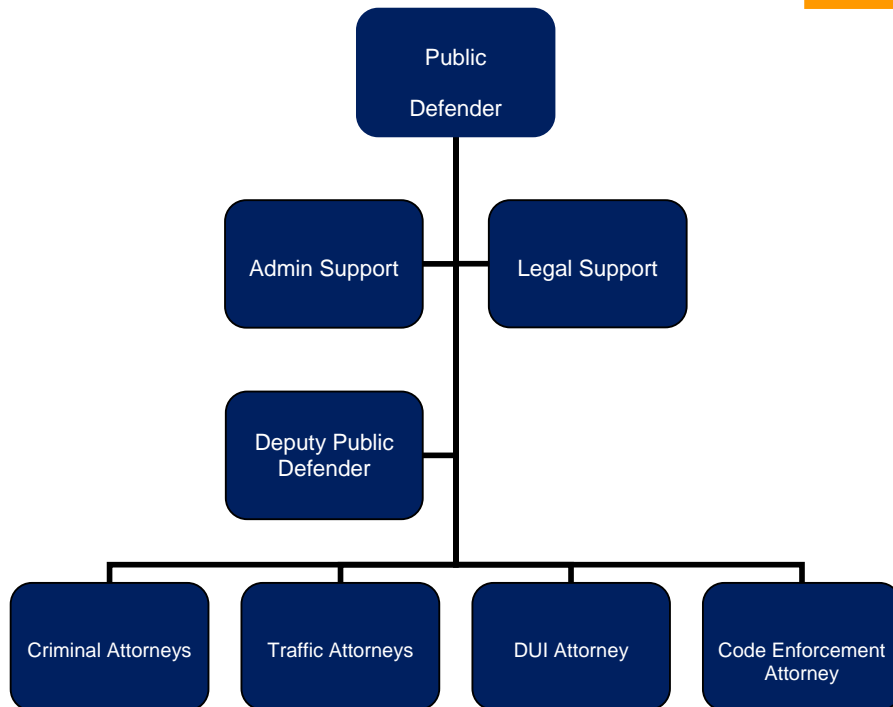 Public
Defender
Admin Support
Legal Support
Deputy Public
Defender
Criminal Attorneys
Traffic Attorneys
DUI Attorney
Code Enforcement
Attorney